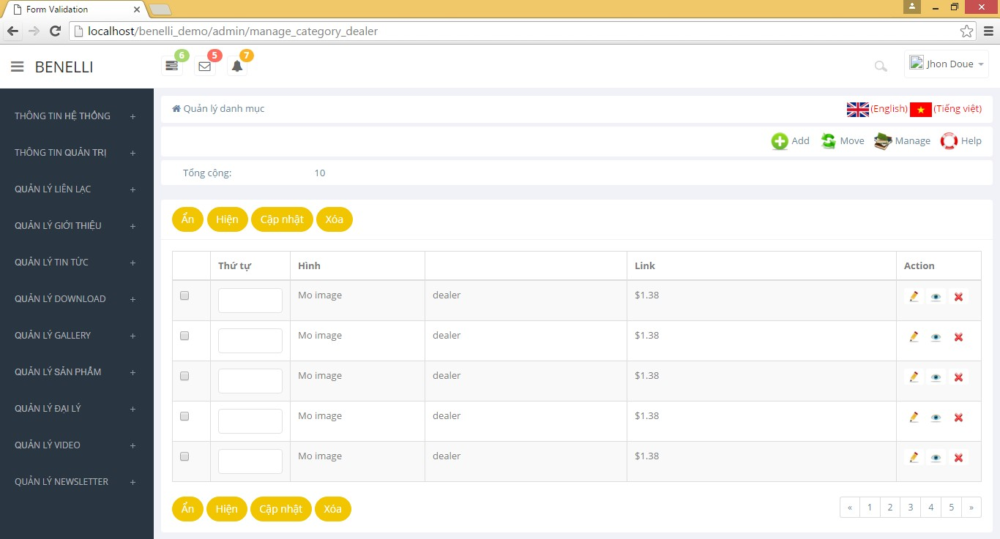 Form Validation
localhost/benelli_demo/admin/manage_category_dealer
BENELLI
6
5
7
Jhon Doue
THÔNG TIN HỆ THỐNG +
THÔNG TIN QUẢN TRỊ +
QUẢN LÝ LIÊN LẠC +
QUẢN LÝ GIỚI THIỆU +
QUẢN LÝ TIN TỨC +
QUẢN LÝ DOWNLOAD +
QUẢN LÝ GALLERY +
QUẢN LÝ SẢN PHẨM +
QUẢN LÝ ĐẠI LÝ +
QUẢN LÝ VIDEO +
QUẢN LÝ NEWSLETTER +
Quản lý danh mục
(English) (Tiếng việt)
Add Move Manage Help
Tổng cộng: 10
Ẩn Hiện Cập nhật Xóa
Thứ tự Hình Link Action
Mo image dealer $1.38
Mo image dealer $1.38
Mo image dealer $1.38
Mo image dealer $1.38
Mo image dealer $1.38
Ẩn Hiện Cập nhật Xóa
« 1 2 3 4 5 »